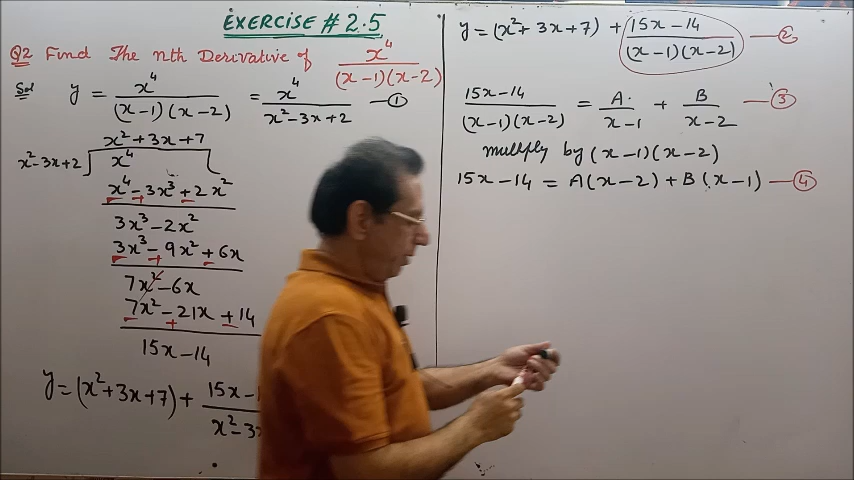 EXERCISE # 2.5
Q2 Find The nth Derivative of x⁴/(x-1)(x-2)
Sol y = x⁴/(x-1)(x-2) = x⁴/x²-3x+2 — ①
x²+3x+7
x²-3x+2 x⁴
x⁴-3x³+2x²
3x³-2x²
3x³-9x²+6x
7x²-6x
7x²-21x+14
15x-14
y=(x²+3x+7)+ 15x-1/x²-3x
y=(x²+3x+7)+ 15x-14/(x-1)(x-2) — ②
15x-14/(x-1)(x-2) = A/x-1 + B/x-2 — ③
multply by (x-1)(x-2)
15x-14 = A(x-2)+B(x-1) — ④